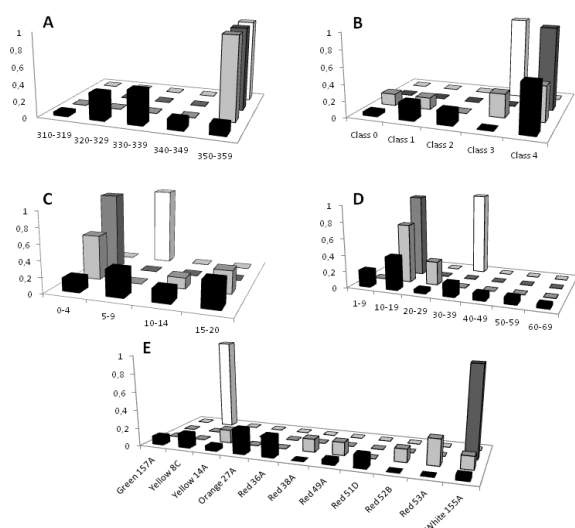 A
1
0,8
0,6
0,4
0,2
0
310-319
320-329
330-339
340-349
350-359
B
1
0,8
0,6
0,4
0,2
0
Class 0
Class 1
Class 2
Class 3
Class 4
C
1
0,8
0,6
0,4
0,2
0
0-4
5-9
10-14
15-20
D
1
0,8
0,6
0,4
0,2
0
1-9
10-19
20-29
30-39
40-49
50-59
60-69
E
1
0,8
0,6
0,4
0,2
0
Green 157A
Yellow 8C
Yellow 14A
Orange 27A
Red 36A
Red 38A
Red 49A
Red 51D
Red 52B
Red 53A
White 155A